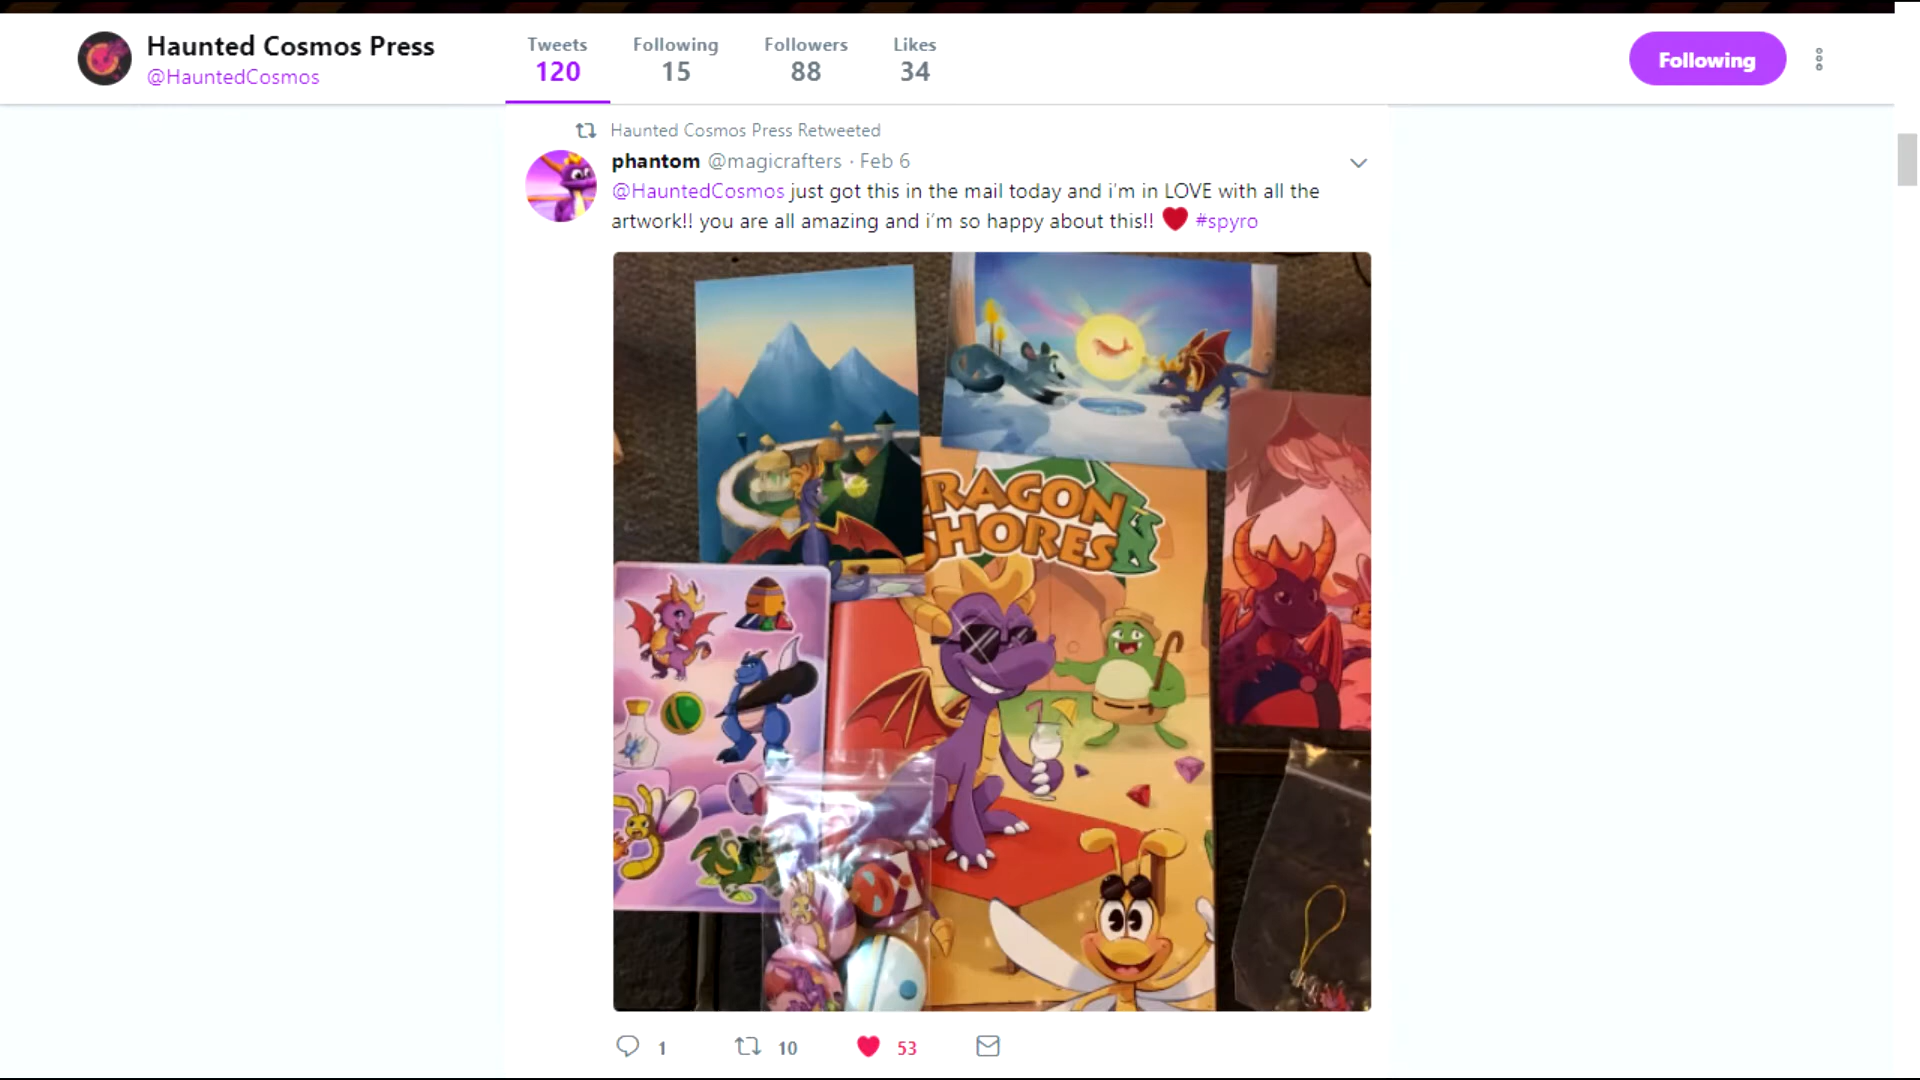 Haunted Cosmos Press
@HauntedCosmos
Tweets
120
Following
15
Followers
88
Likes
34
Following
Haunted Cosmos Press Retweeted
phantom @magicrafters · Feb 6
@HauntedCosmos just got this in the mail today and i'm in LOVE with all the
artwork!! you are all amazing and i'm so happy about this!! ❤ #spyro
RAGON
HORES
1
10
53